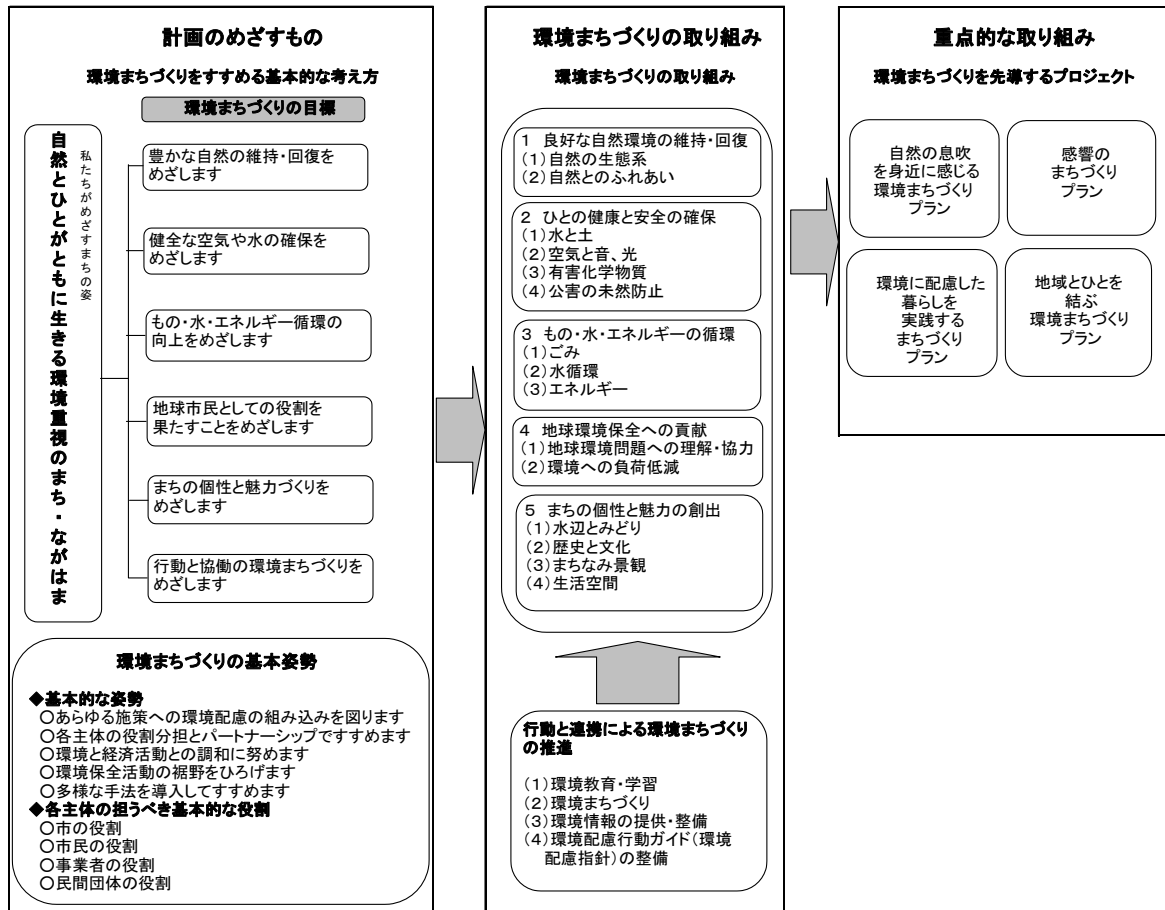 計画のめざすもの
環境まちづくりをすすめる基本的な考え方
環境まちづくりの目標
自然とひとがともに生きる環境重視のまち・ながはま
私たちがめざすまちの姿
豊かな自然の維持・回復を
めざします
健全な空気や水の確保を
めざします
もの・水・エネルギー循環の
向上をめざします
地球市民としての役割を
果たすことをめざします
まちの個性と魅力づくりを
めざします
行動と協働の環境まちづくりを
めざします
環境まちづくりの基本姿勢
◆基本的な姿勢
○あらゆる施策への環境配慮の組み込みを図ります
○各主体の役割分担とパートナーシップですすめます
○環境と経済活動との調和に努めます
○環境保全活動の裾野をひろげます
○多様な手法を導入してすすめます
◆各主体の担うべき基本的な役割
○市の役割
○市民の役割
○事業者の役割
○民間団体の役割
環境まちづくりの取り組み
環境まちづくりの取り組み
1 良好な自然環境の維持・回復
(1)自然の生態系
(2)自然とのふれあい
2 ひとの健康と安全の確保
(1)水と土
(2)空気と音、光
(3)有害化学物質
(4)公害の未然防止
3 もの・水・エネルギーの循環
(1)ごみ
(2)水循環
(3)エネルギー
4 地球環境保全への貢献
(1)地球環境問題への理解・協力
(2)環境への負荷低減
5 まちの個性と魅力の創出
(1)水辺とみどり
(2)歴史と文化
(3)まちなみ景観
(4)生活空間
行動と連携による環境まちづくり
の推進
(1)環境教育・学習
(2)環境まちづくり
(3)環境情報の提供・整備
(4)環境配慮行動ガイド(環境
配慮指針)の整備
重点的な取り組み
環境まちづくりを先導するプロジェクト
自然の息吹
を身近に感じる
環境まちづくり
プラン
感響の
まちづくり
プラン
環境に配慮した
暮らしを
実践する
まちづくり
プラン
地域とひとを
結ぶ
環境まちづくり
プラン